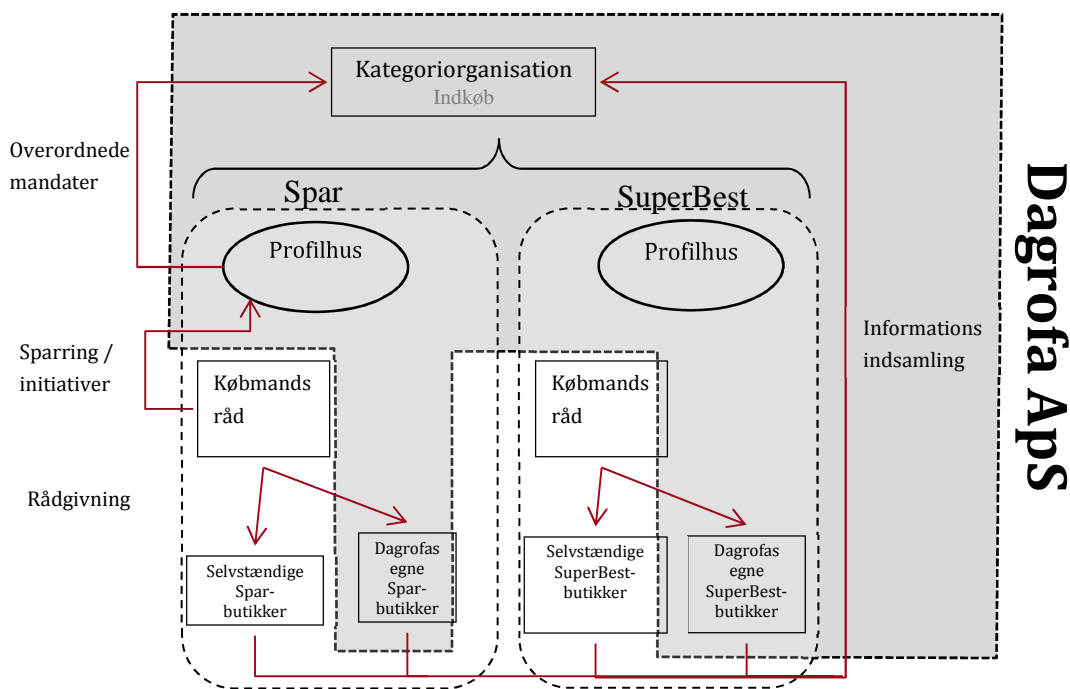 Kategoriorganisation
Indkøb
Overordnede
mandater
Spar
SuperBest
Profilhus
Profilhus
Dagrofa ApS
Sparring /
initiativer
Informations
indsamling
Købmands
råd
Købmands
råd
Rådgivning
Selvstændige
Spar-
butikker
Dagrofas
egne
Spar-
butikker
Selvstændige
SuperBest-
butikker
Dagrofas
egne
SuperBest-
butikker